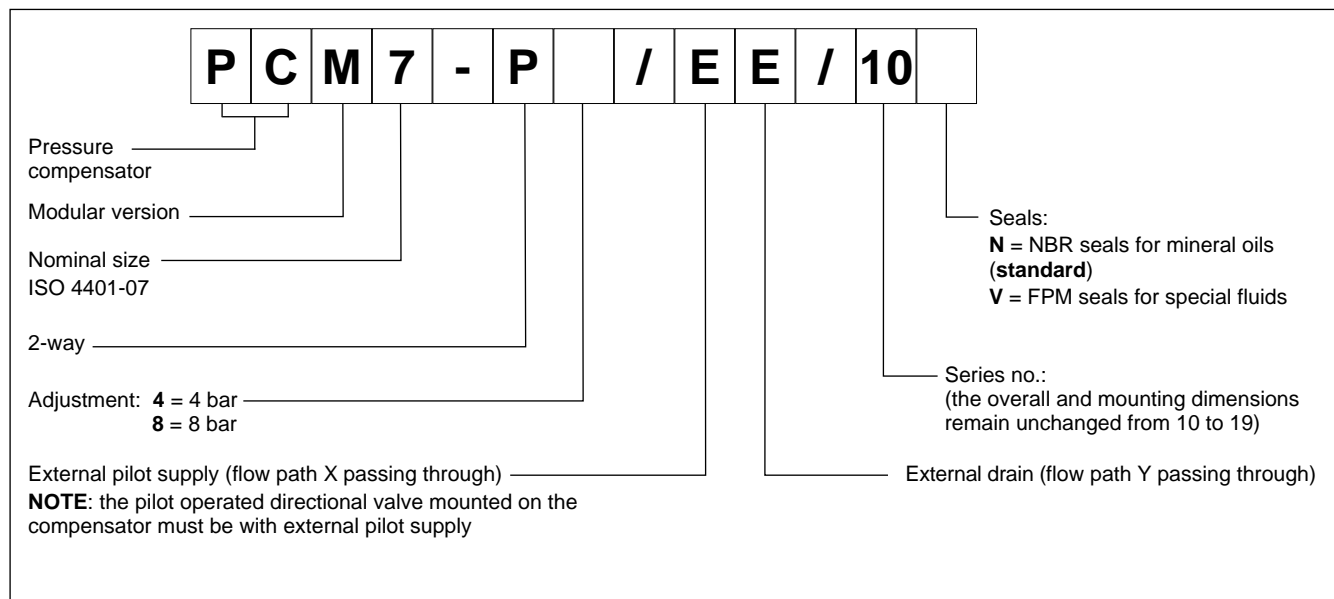 P C M 7 - P / E E / 10
Pressure
compensator
Modular version
Nominal size
ISO 4401-07
2-way
Adjustment: 4 = 4 bar
8 = 8 bar
External pilot supply (flow path X passing through)
NOTE: the pilot operated directional valve mounted on the
compensator must be with external pilot supply
Seals:
N = NBR seals for mineral oils
(standard)
V = FPM seals for special fluids
Series no.:
(the overall and mounting dimensions
remain unchanged from 10 to 19)
External drain (flow path Y passing through)